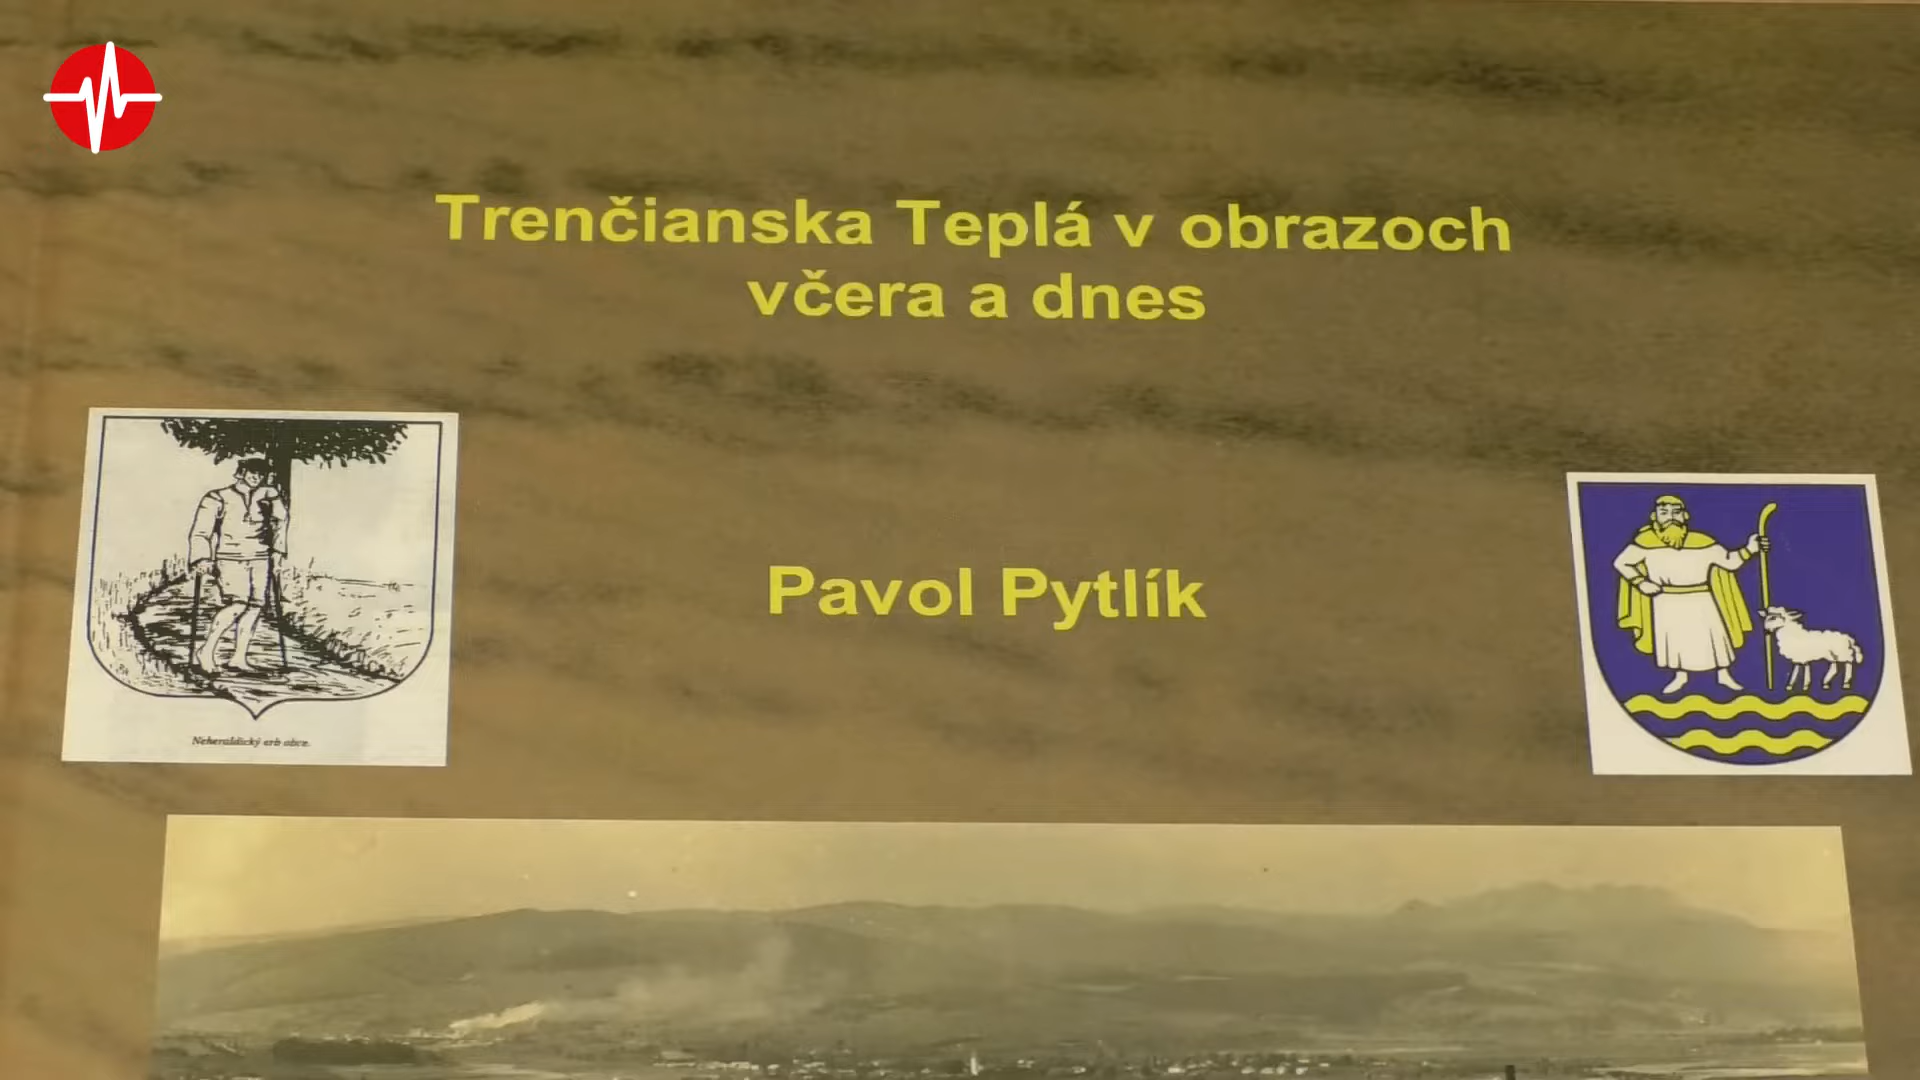 Trenčianska Teplá v obrazoch
včera a dnes
Pavol Pytlík
Neheraldický erb obce.